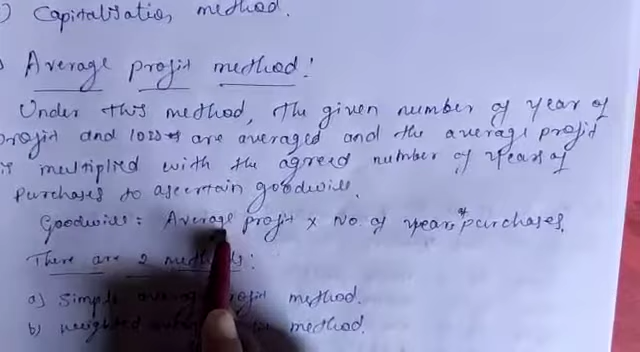 ) Capitalisation method.
Average profit method:
Under this method, the given number of year of
profit and loss are averaged and the average profit
is multiplied with the agreed number of years of
purchases to ascertain goodwill.
Goodwill = Average profit x No. of years purchases.
There are 2 methods:
a) Simple average profit method.
b) weighted method.